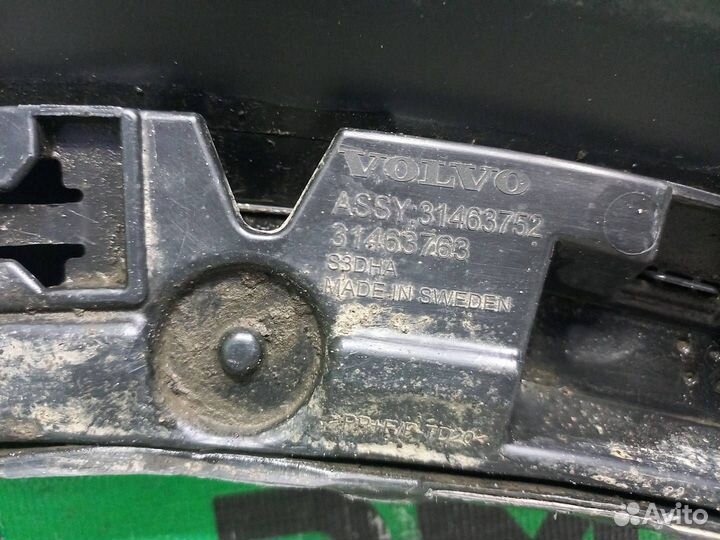 VOLVO
ASSY:31463752
31463763
S3DHA
MADE IN SWEDEN
Avito